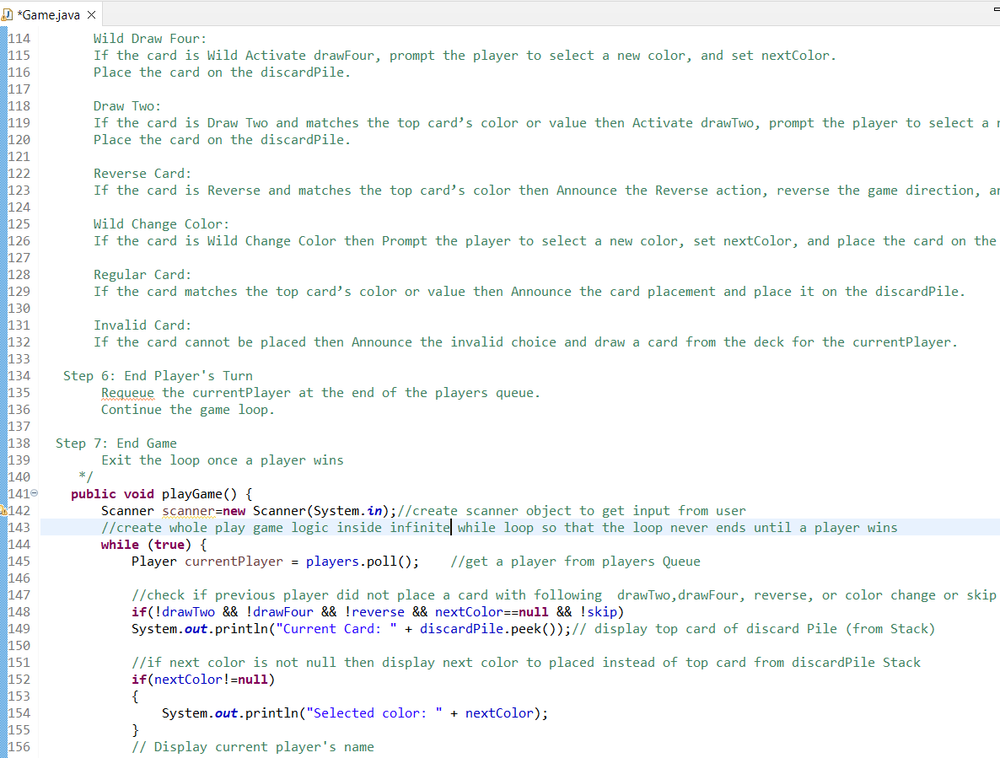 *Game.java
114 Wild Draw Four:
115 If the card is Wild Activate drawFour, prompt the player to select a new color, and set nextColor.
116 Place the card on the discardPile.
117
118 Draw Two:
119 If the card is Draw Two and matches the top card’s color or value then Activate drawTwo, prompt the player to select a
120 Place the card on the discardPile.
121
122 Reverse Card:
123 If the card is Reverse and matches the top card’s color then Announce the Reverse action, reverse the game direction,
124
125 Wild Change Color:
126 If the card is Wild Change Color then Prompt the player to select a new color, set nextColor, and place the card on the
127
128 Regular Card:
129 If the card matches the top card’s color or value then Announce the card placement and place it on the discardPile.
130
131 Invalid Card:
132 If the card cannot be placed then Announce the invalid choice and draw a card from the deck for the currentPlayer.
133
134 Step 6: End Player's Turn
135 Requeue the currentPlayer at the end of the players queue.
136 Continue the game loop.
137
138 Step 7: End Game
139 Exit the loop once a player wins
140 */
141 public void playGame() {
142 Scanner scanner=new Scanner(System.in);//create scanner object to get input from user
143 //create whole play game logic inside infinite while loop so that the loop never ends until a player wins
144 while (true) {
145 Player currentPlayer = players.poll(); //get a player from players Queue
146
147 //check if previous player did not place a card with following  drawTwo,drawFour, reverse, or color change or skip
148 if(!drawTwo && !drawFour && !reverse && nextColor==null && !skip)
149 System.out.println("Current Card: " + discardPile.peek());// display top card of discard Pile (from Stack)
150
151 //if next color is not null then display next color to placed instead of top card from discardPile Stack
152 if(nextColor!=null)
153 {
154 System.out.println("Selected color: " + nextColor);
155 }
156 // Display current player's name